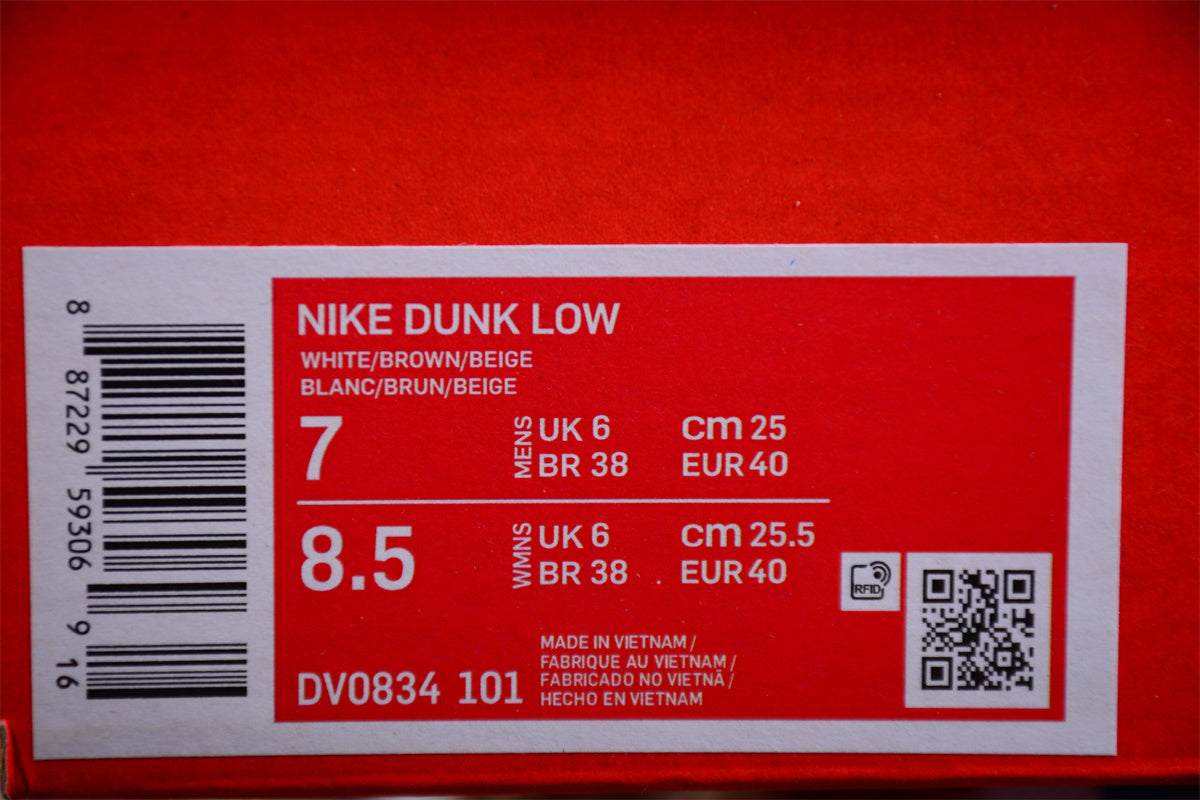 NIKE DUNK LOW
WHITE/BROWN/BEIGE
BLANC/BRUN/BEIGE
7
MENS
UK 6
cm 25
BR 38
EUR 40
8.5
WMNS
UK 6
cm 25.5
BR 38
EUR 40
RFID
DV0834 101
MADE IN VIETNAM /
FABRIQUE AU VIETNAM /
FABRICADO NO VIETNÃ /
HECHO EN VIETNAM
8 87229 59306 9 16